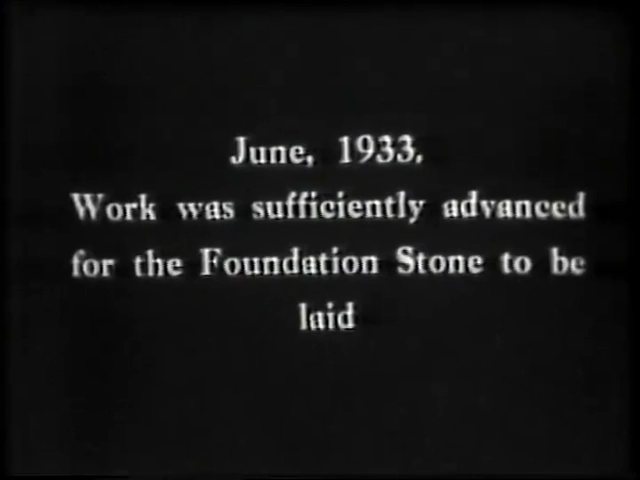 June, 1933.
Work was sufficiently advanced
for the Foundation Stone to be
laid